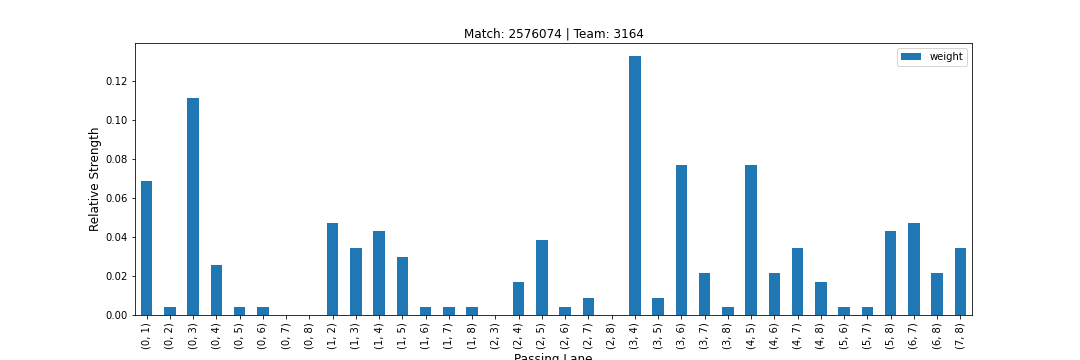 Match: 2576074 | Team: 3164
weight
Relative Strength
0.12
0.10
0.08
0.06
0.04
0.02
0.00
(0, 1) (0, 2) (0, 3) (0, 4) (0, 5) (0, 6) (0, 7) (0, 8) (1, 2) (1, 3) (1, 4) (1, 5) (1, 6) (1, 7) (1, 8) (2, 3) (2, 4) (2, 5) (2, 6) (2, 7) (2, 8) (3, 4) (3, 5) (3, 6) (3, 7) (3, 8) (4, 5) (4, 6) (4, 7) (4, 8) (5, 6) (5, 7) (5, 8) (6, 7) (6, 8) (7, 8)
Passing Lane